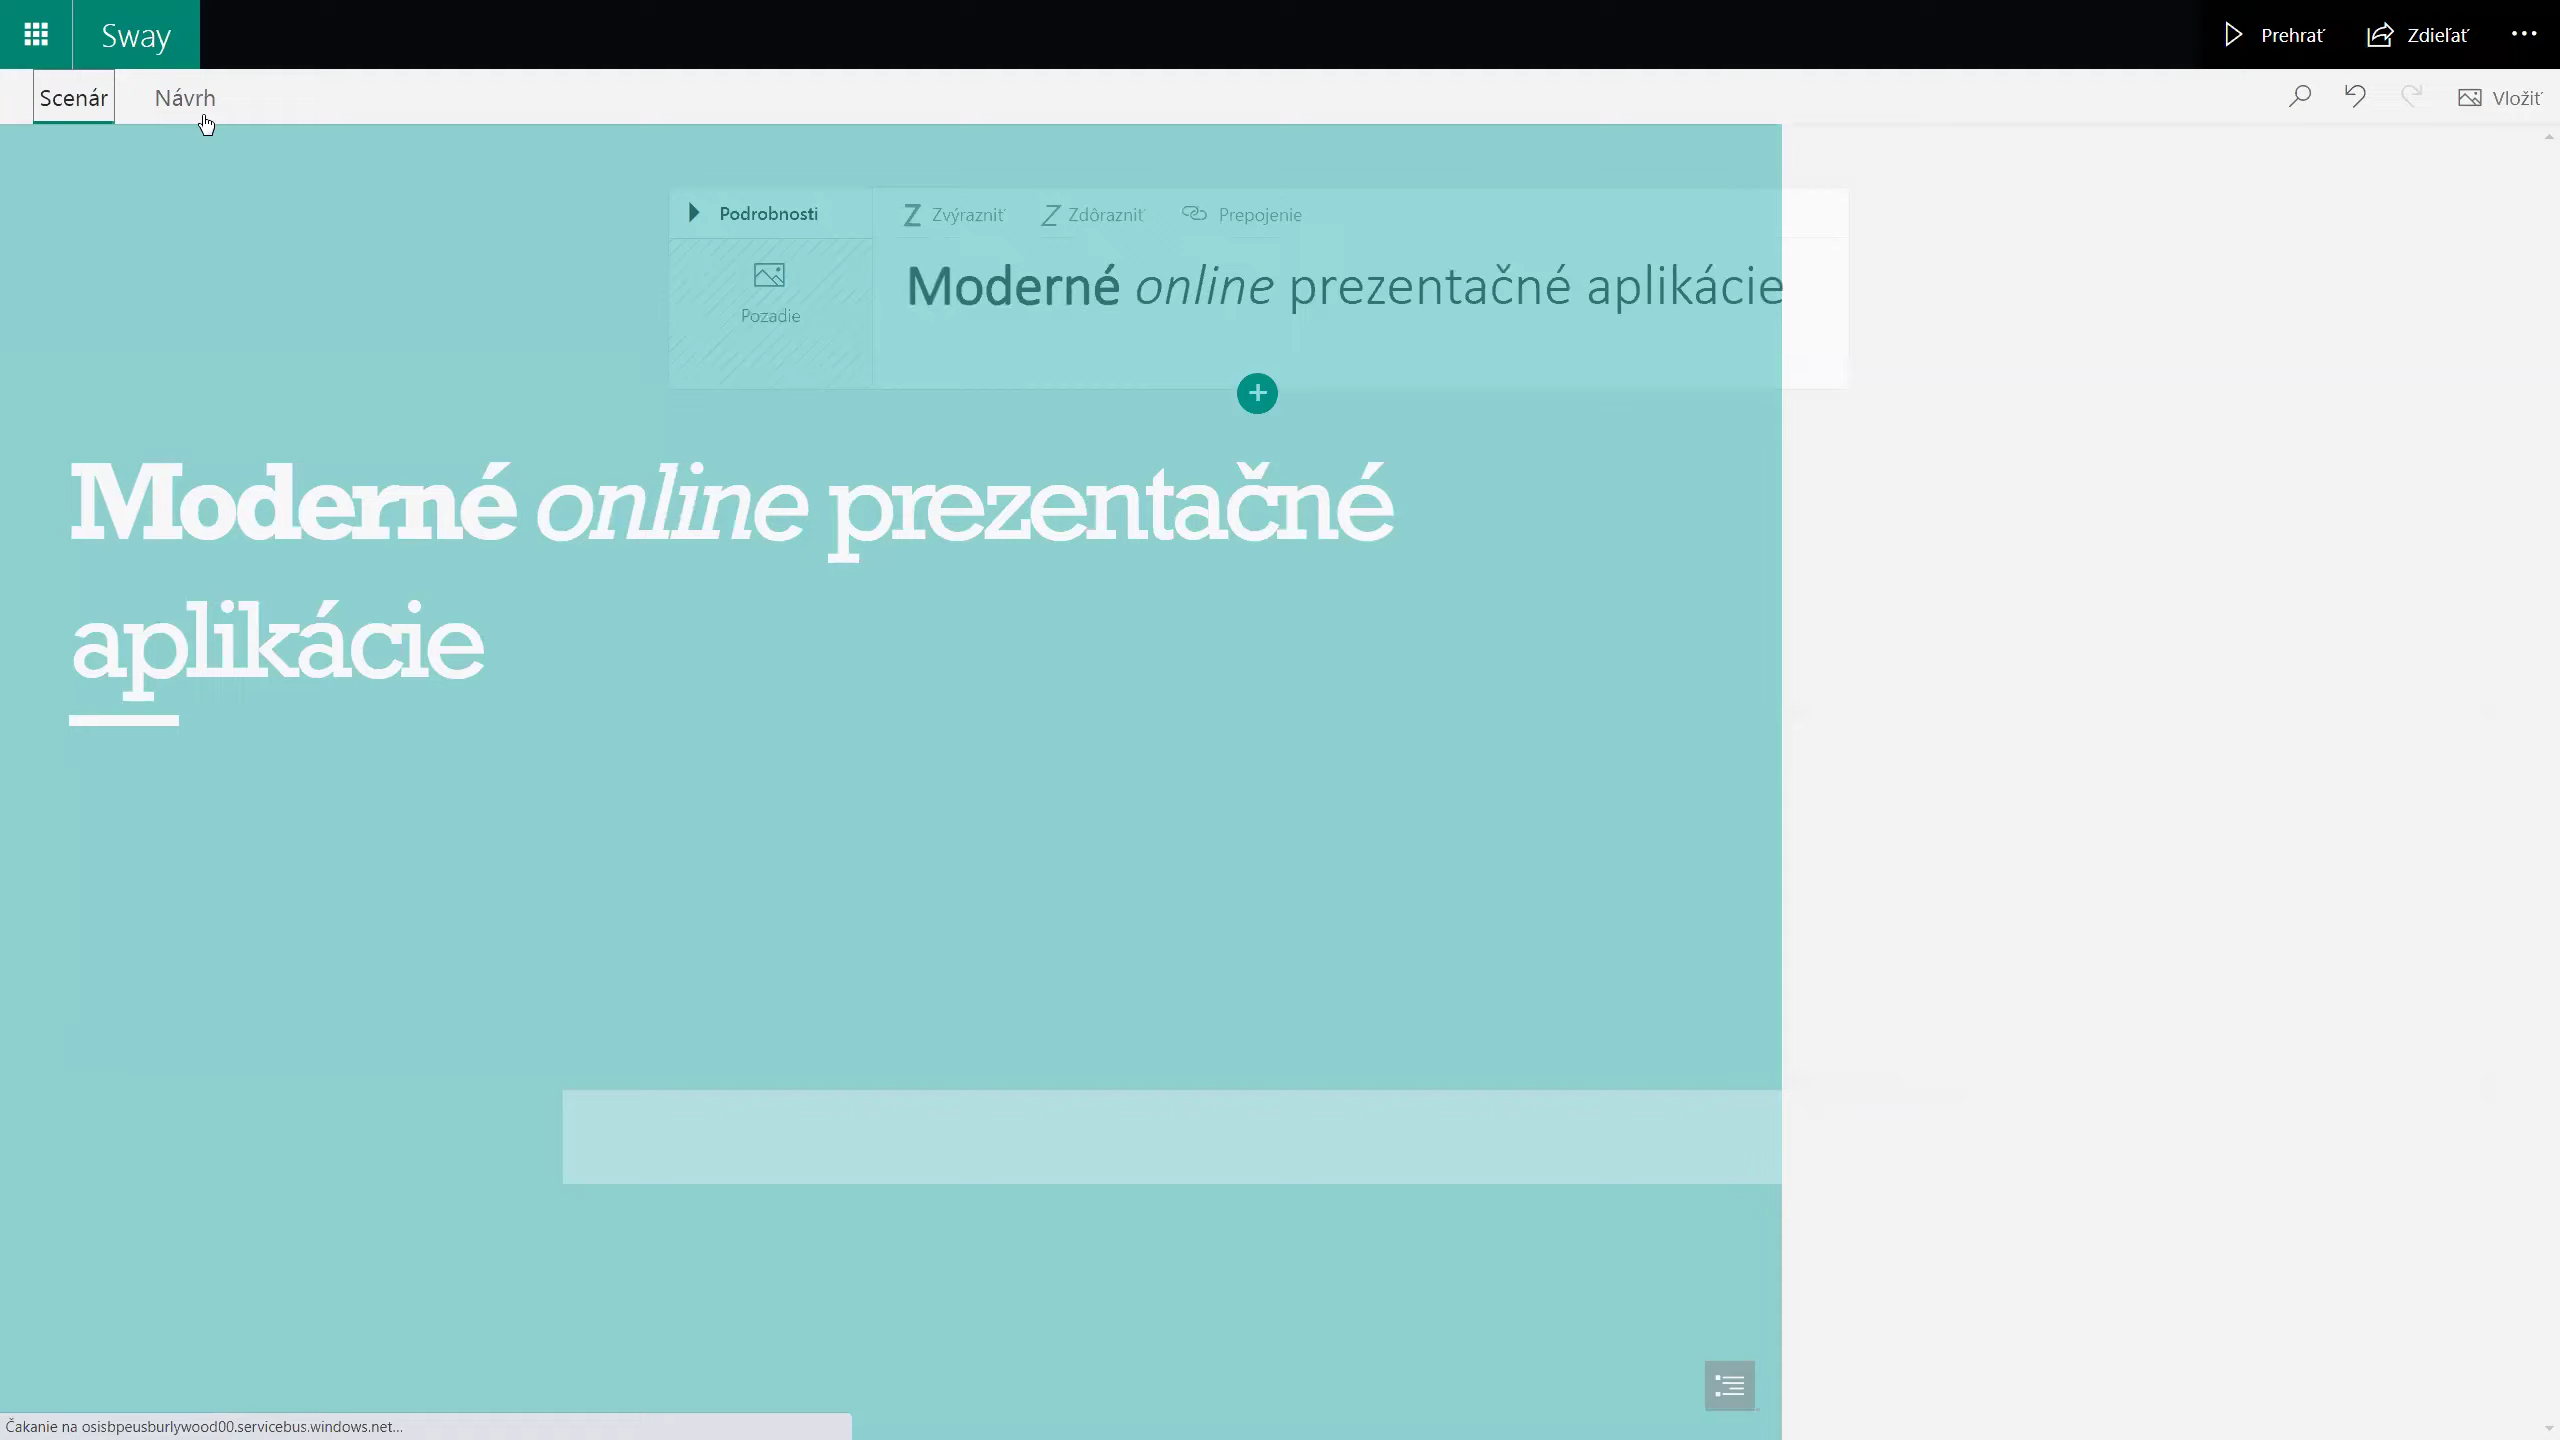 Sway
Prehrať
Zdieľať
Scenár
Návrh
Vložiť
Podrobnosti
Z Zvýrazniť
Z Zdôrazniť
Prepojenie
Pozadie
Moderné online prezentačné aplikácie
Moderné online prezentačné
aplikácie
Čakanie na osisbpeusburlywood00.servicebus.windows.net...